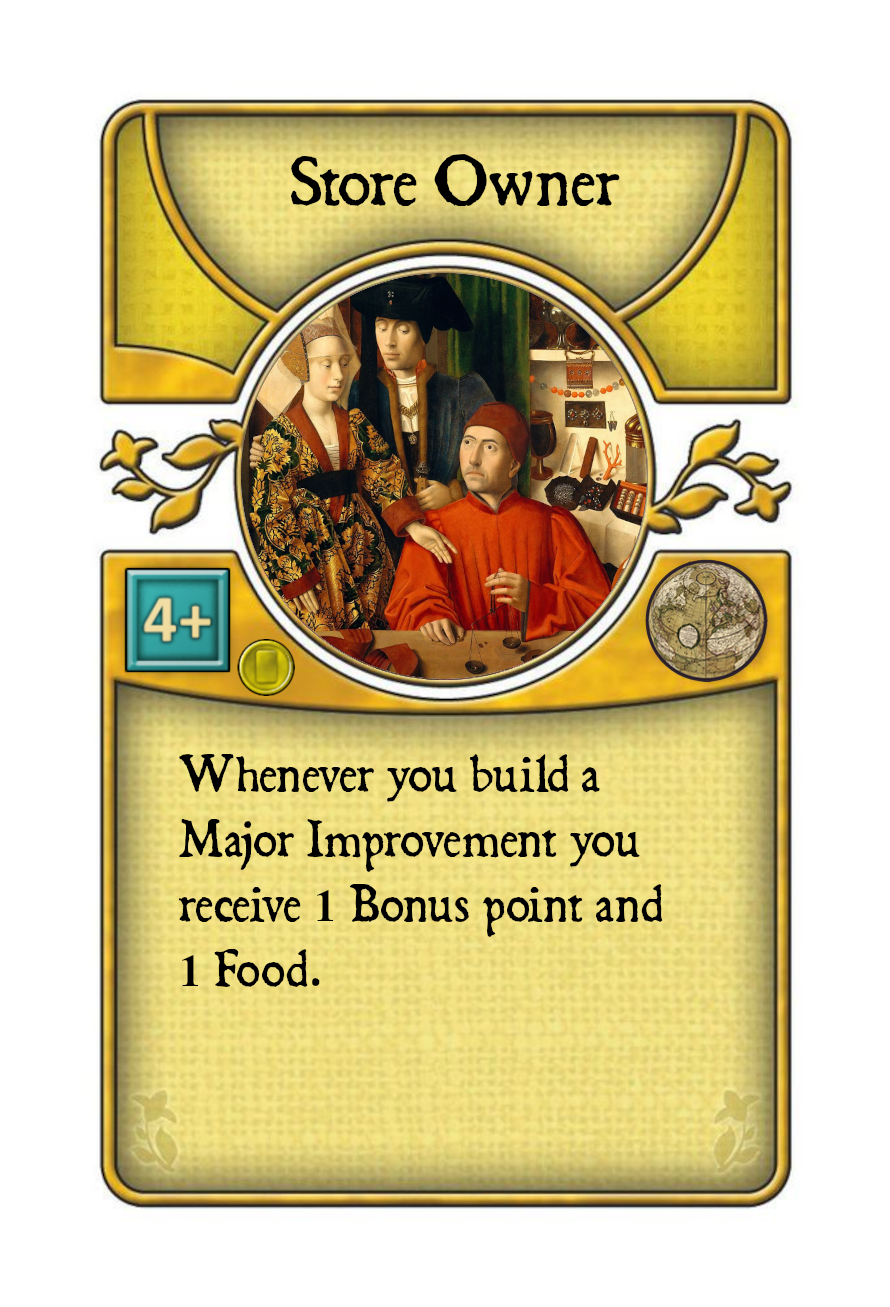 Store Owner
4+
Whenever you build a
Major Improvement you
receive 1 Bonus point and
1 Food.